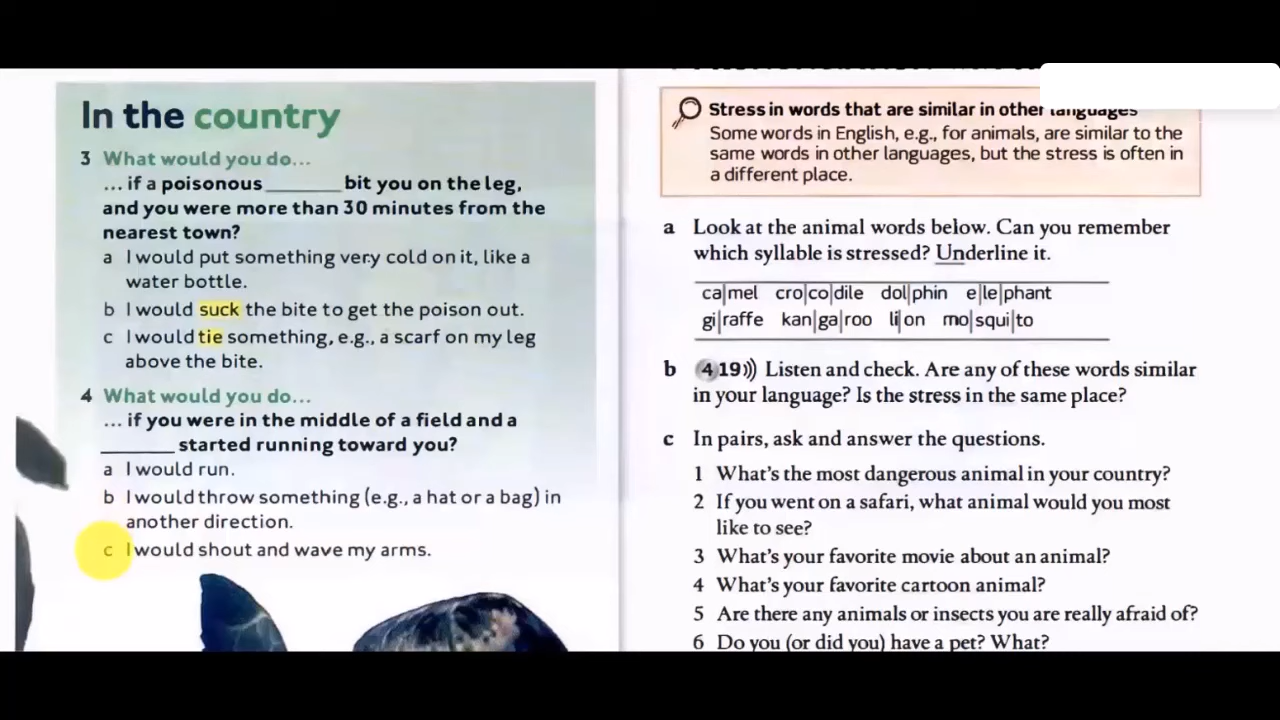 In the country
3 What would you do...
... if a poisonous ______ bit you on the leg,
and you were more than 30 minutes from the
nearest town?
a I would put something very cold on it, like a
water bottle.
b I would suck the bite to get the poison out.
c I would tie something, e.g., a scarf on my leg
above the bite.
4 What would you do...
... if you were in the middle of a field and a
______ started running toward you?
a I would run.
b I would throw something (e.g., a hat or a bag) in
another direction.
c I would shout and wave my arms.
Stress in words that are similar in other languages
Some words in English, e.g., for animals, are similar to the
same words in other languages, but the stress is often in
a different place.
a Look at the animal words below. Can you remember
which syllable is stressed? Underline it.
ca|mel cro|co|dile dol|phin e|le|phant
gi|raffe kan|ga|roo li|on mo|squi|to
b 4 19))) Listen and check. Are any of these words similar
in your language? Is the stress in the same place?
c In pairs, ask and answer the questions.
1 What's the most dangerous animal in your country?
2 If you went on a safari, what animal would you most
like to see?
3 What's your favorite movie about an animal?
4 What's your favorite cartoon animal?
5 Are there any animals or insects you are really afraid of?
6 Do you (or did you) have a pet? What?